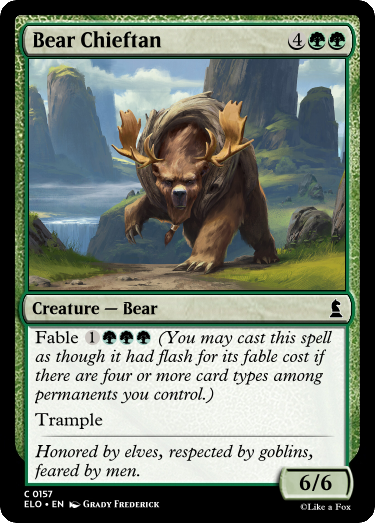 Bear Chieftan 4
Creature — Bear
Fable 1 (You may cast this spell
as though it had flash for its fable cost if
there are four or more card types among
permanents you control.)
Trample
Honored by elves, respected by goblins,
feared by men.
6/6
C 0157
ELO • EN Grady Frederick
©Like a Fox